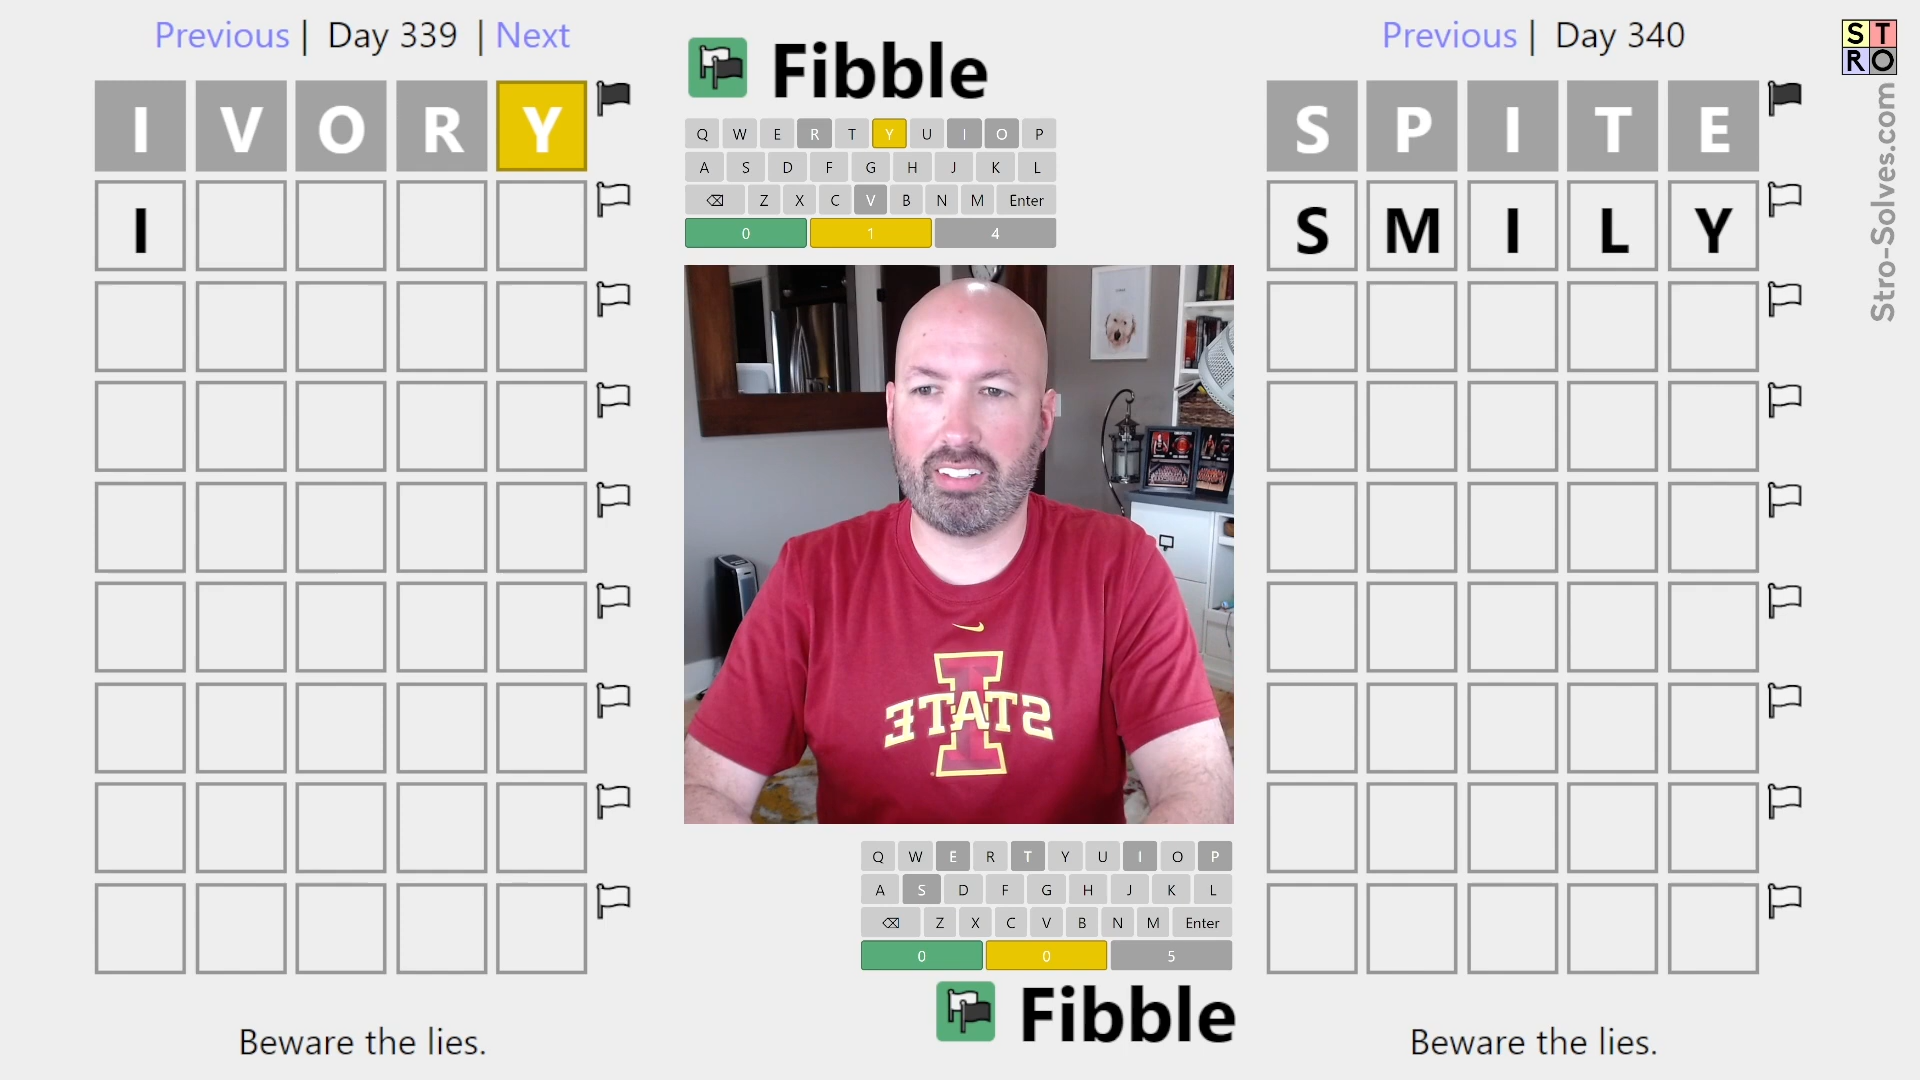 Previous | Day 339 | Next
I V O R Y
I
Fibble
Q W E R T Y U I O P
A S D F G H J K L
⌫ Z X C V B N M Enter
0 1 4
STATE
Q W E R T Y U I O P
A S D F G H J K L
⌫ Z X C V B N M Enter
0 0 5
Fibble
Beware the lies.
Previous | Day 340
S P I T E
S M I L Y
Beware the lies.
S T
R O
Stro-Solves.com